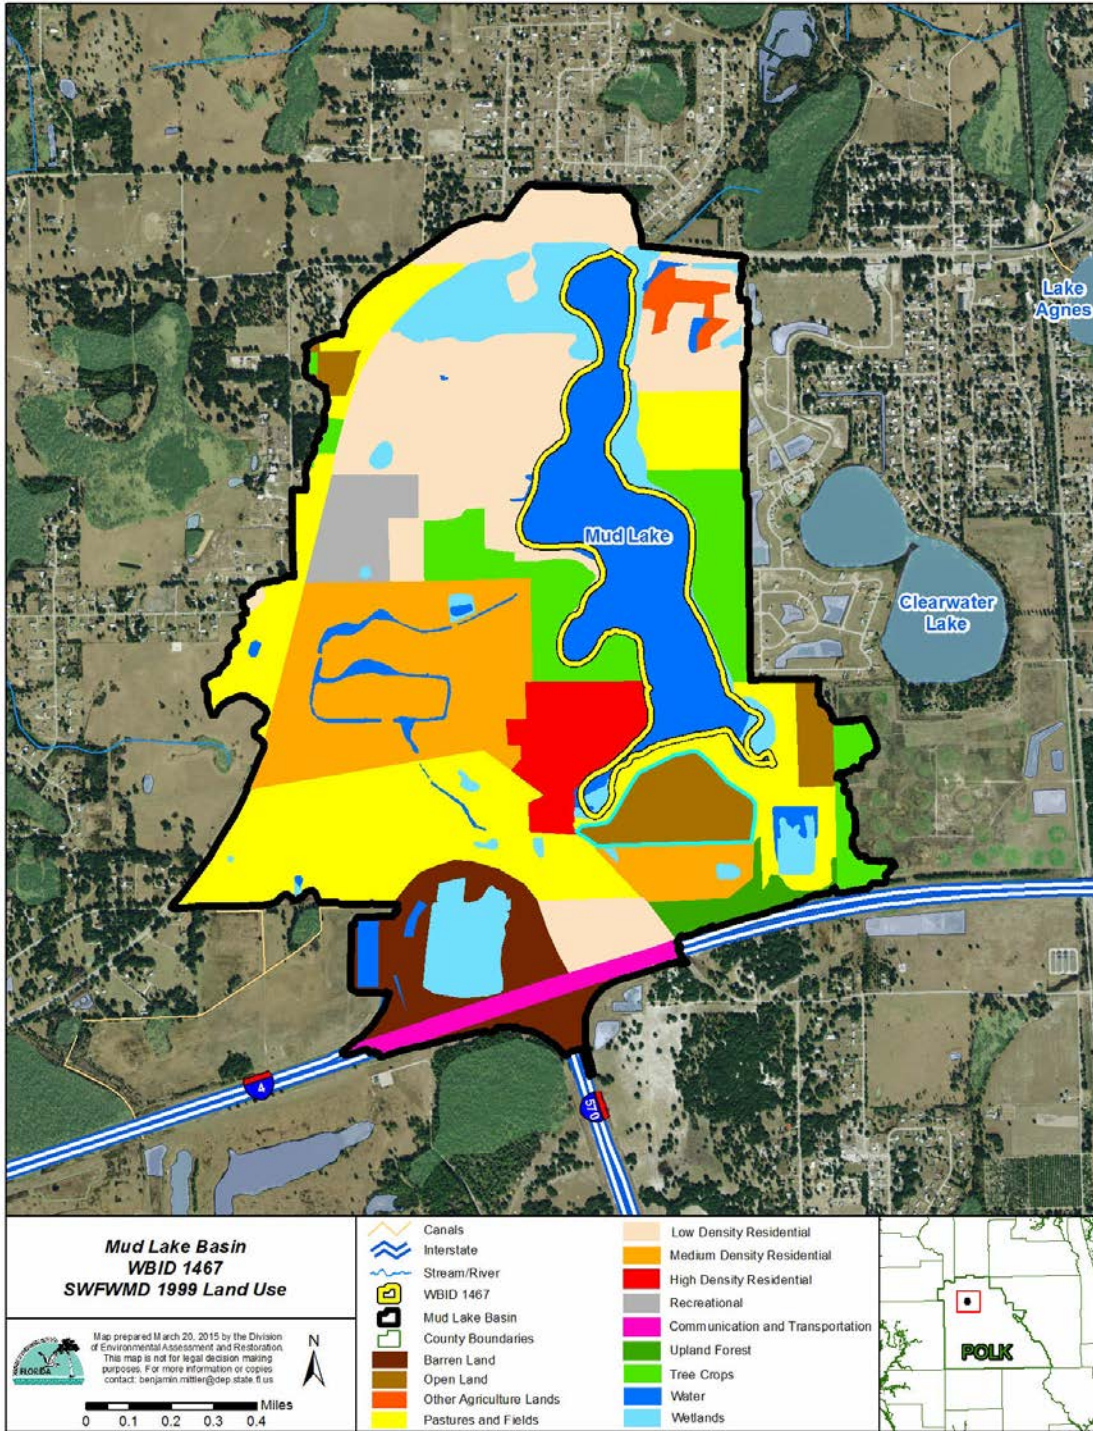 Lake
Agnes
Mud Lake
Clearwater
Lake
4
570
Mud Lake Basin
WBID 1467
SWFWMD 1999 Land Use
FLORIDA
Map prepared March 20, 2015 by the Division
of Environmental Assessment and Restoration.
This map is not for legal decision making
purposes. For more information or copies
contact: benjamin.mittler@dep.state.fl.us
N
Miles
0 0.1 0.2 0.3 0.4
Canals
Interstate
Stream/River
WBID 1467
Mud Lake Basin
County Boundaries
Barren Land
Open Land
Other Agriculture Lands
Pastures and Fields
Low Density Residential
Medium Density Residential
High Density Residential
Recreational
Communication and Transportation
Upland Forest
Tree Crops
Water
Wetlands
POLK